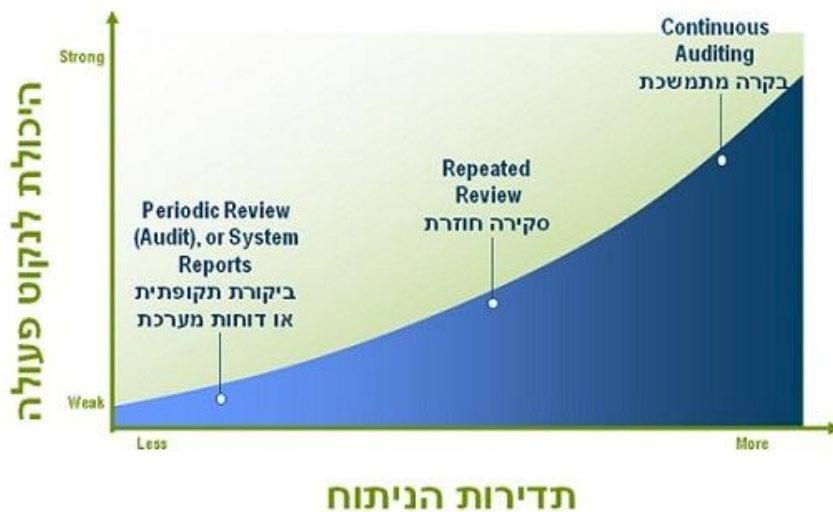 Strong
היכולת לנקוט פעולה
Weak
Continuous
Auditing
בקרה מתמשכת
Repeated
Review
סקירה חוזרת
Periodic Review
(Audit), or System
Reports
ביקורת תקופתית
או דוחות מערכת
Less
More
תדירות הניתוח